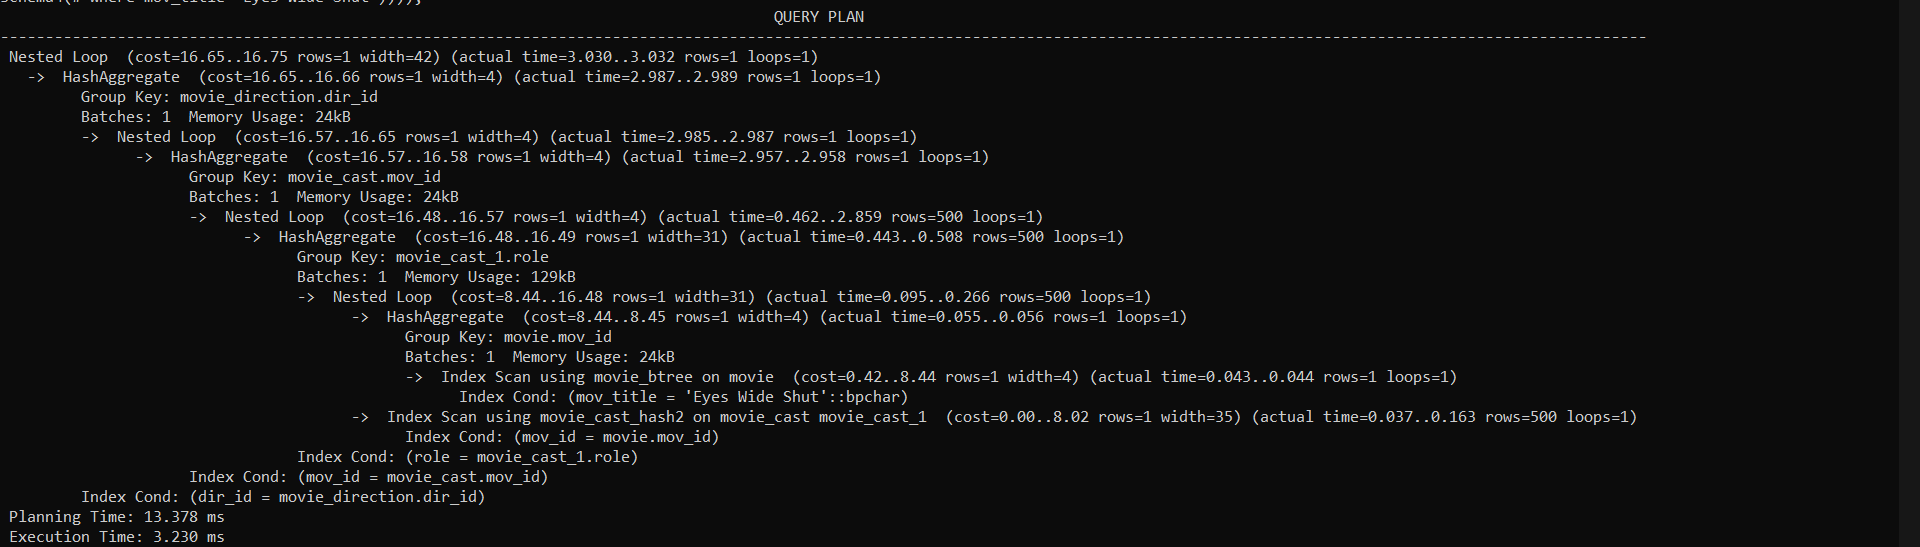 schema4(# where mov_title 'Eyes Wide Shut'))));
QUERY PLAN
Nested Loop  (cost=16.65..16.75 rows=1 width=42) (actual time=3.030..3.032 rows=1 loops=1)
->  HashAggregate  (cost=16.65..16.66 rows=1 width=4) (actual time=2.987..2.989 rows=1 loops=1)
Group Key: movie_direction.dir_id
Batches: 1  Memory Usage: 24kB
->  Nested Loop  (cost=16.57..16.65 rows=1 width=4) (actual time=2.985..2.987 rows=1 loops=1)
->  HashAggregate  (cost=16.57..16.58 rows=1 width=4) (actual time=2.957..2.958 rows=1 loops=1)
Group Key: movie_cast.mov_id
Batches: 1  Memory Usage: 24kB
->  Nested Loop  (cost=16.48..16.57 rows=1 width=4) (actual time=0.462..2.859 rows=500 loops=1)
->  HashAggregate  (cost=16.48..16.49 rows=1 width=31) (actual time=0.443..0.508 rows=500 loops=1)
Group Key: movie_cast_1.role
Batches: 1  Memory Usage: 129kB
->  Nested Loop  (cost=8.44..16.48 rows=1 width=31) (actual time=0.095..0.266 rows=500 loops=1)
->  HashAggregate  (cost=8.44..8.45 rows=1 width=4) (actual time=0.055..0.056 rows=1 loops=1)
Group Key: movie.mov_id
Batches: 1  Memory Usage: 24kB
->  Index Scan using movie_btree on movie  (cost=0.42..8.44 rows=1 width=4) (actual time=0.043..0.044 rows=1 loops=1)
Index Cond: (mov_title = 'Eyes Wide Shut'::bpchar)
->  Index Scan using movie_cast_hash2 on movie_cast movie_cast_1  (cost=0.00..8.02 rows=1 width=35) (actual time=0.037..0.163 rows=500 loops=1)
Index Cond: (mov_id = movie.mov_id)
Index Cond: (role = movie_cast_1.role)
Index Cond: (mov_id = movie_cast.mov_id)
Index Cond: (dir_id = movie_direction.dir_id)
Planning Time: 13.378 ms
Execution Time: 3.230 ms